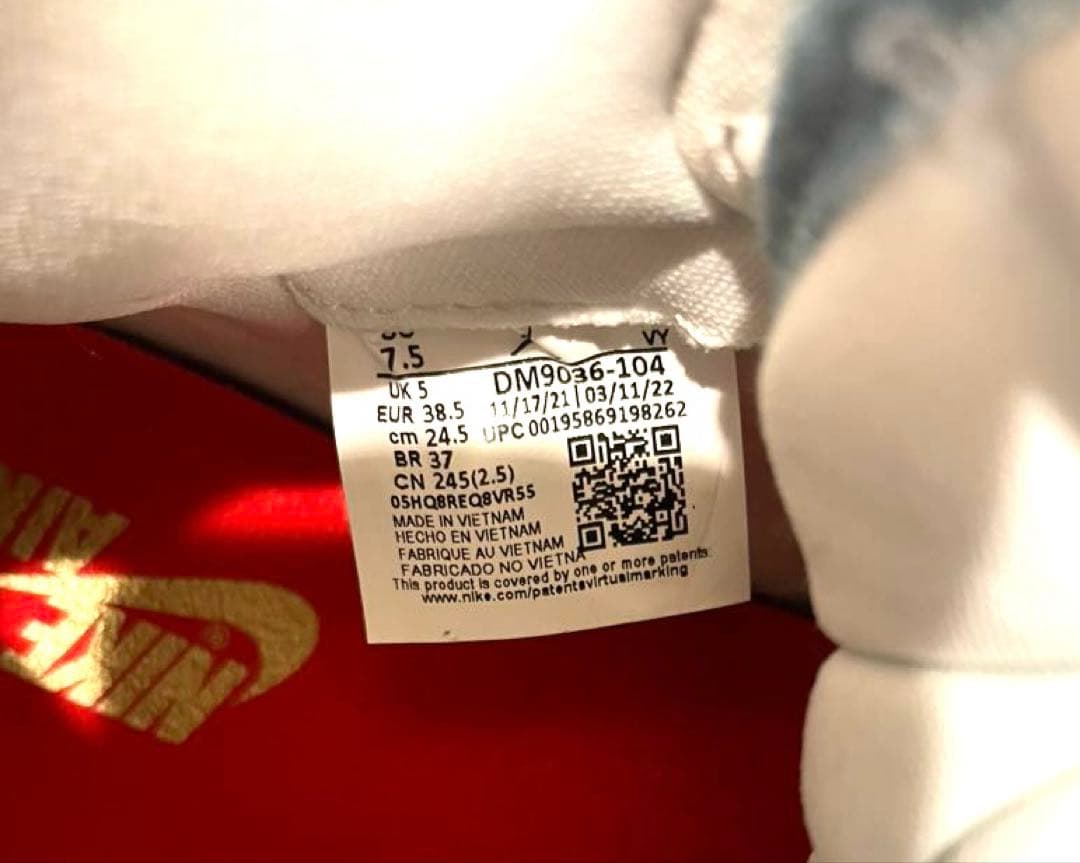 7.5 VY
UK 5 DM9036-104
EUR 38.5 11/17/21|03/11/22
cm 24.5 UPC 00195869198262
BR 37
CN 245(2.5)
05HQ8REQ8VR55
MADE IN VIETNAM
HECHO EN VIETNAM
FABRIQUE AU VIETNAM
FABRICADO NO VIETNA
This product is covered by one or more patents:
www.nike.com/patentsvirtualmarking
AIR
NIKE